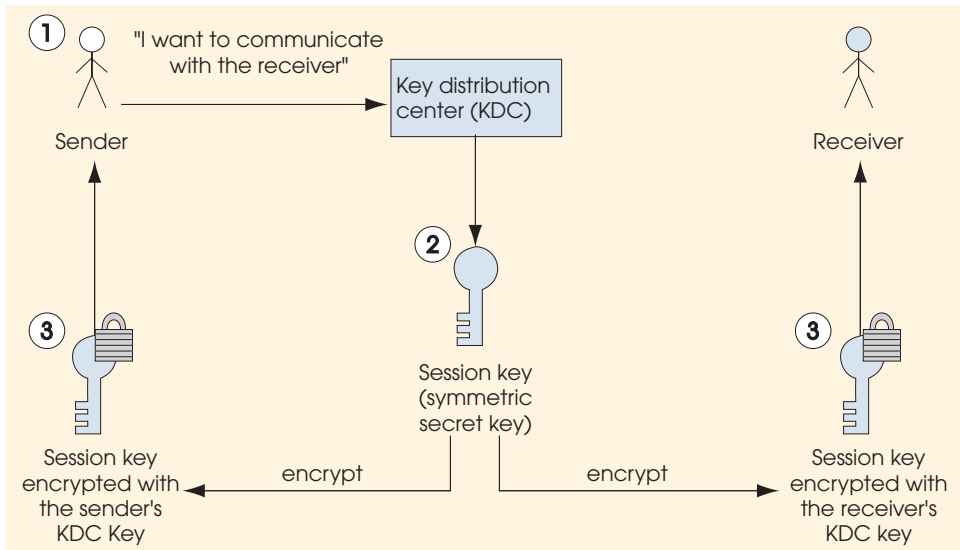 1
"I want to communicate
with the receiver"
Key distribution
center (KDC)
Sender
Receiver
2
3
3
Session key
(symmetric
secret key)
Session key
encrypted with
the sender's
KDC Key
encrypt
encrypt
Session key
encrypted with
the receiver's
KDC key